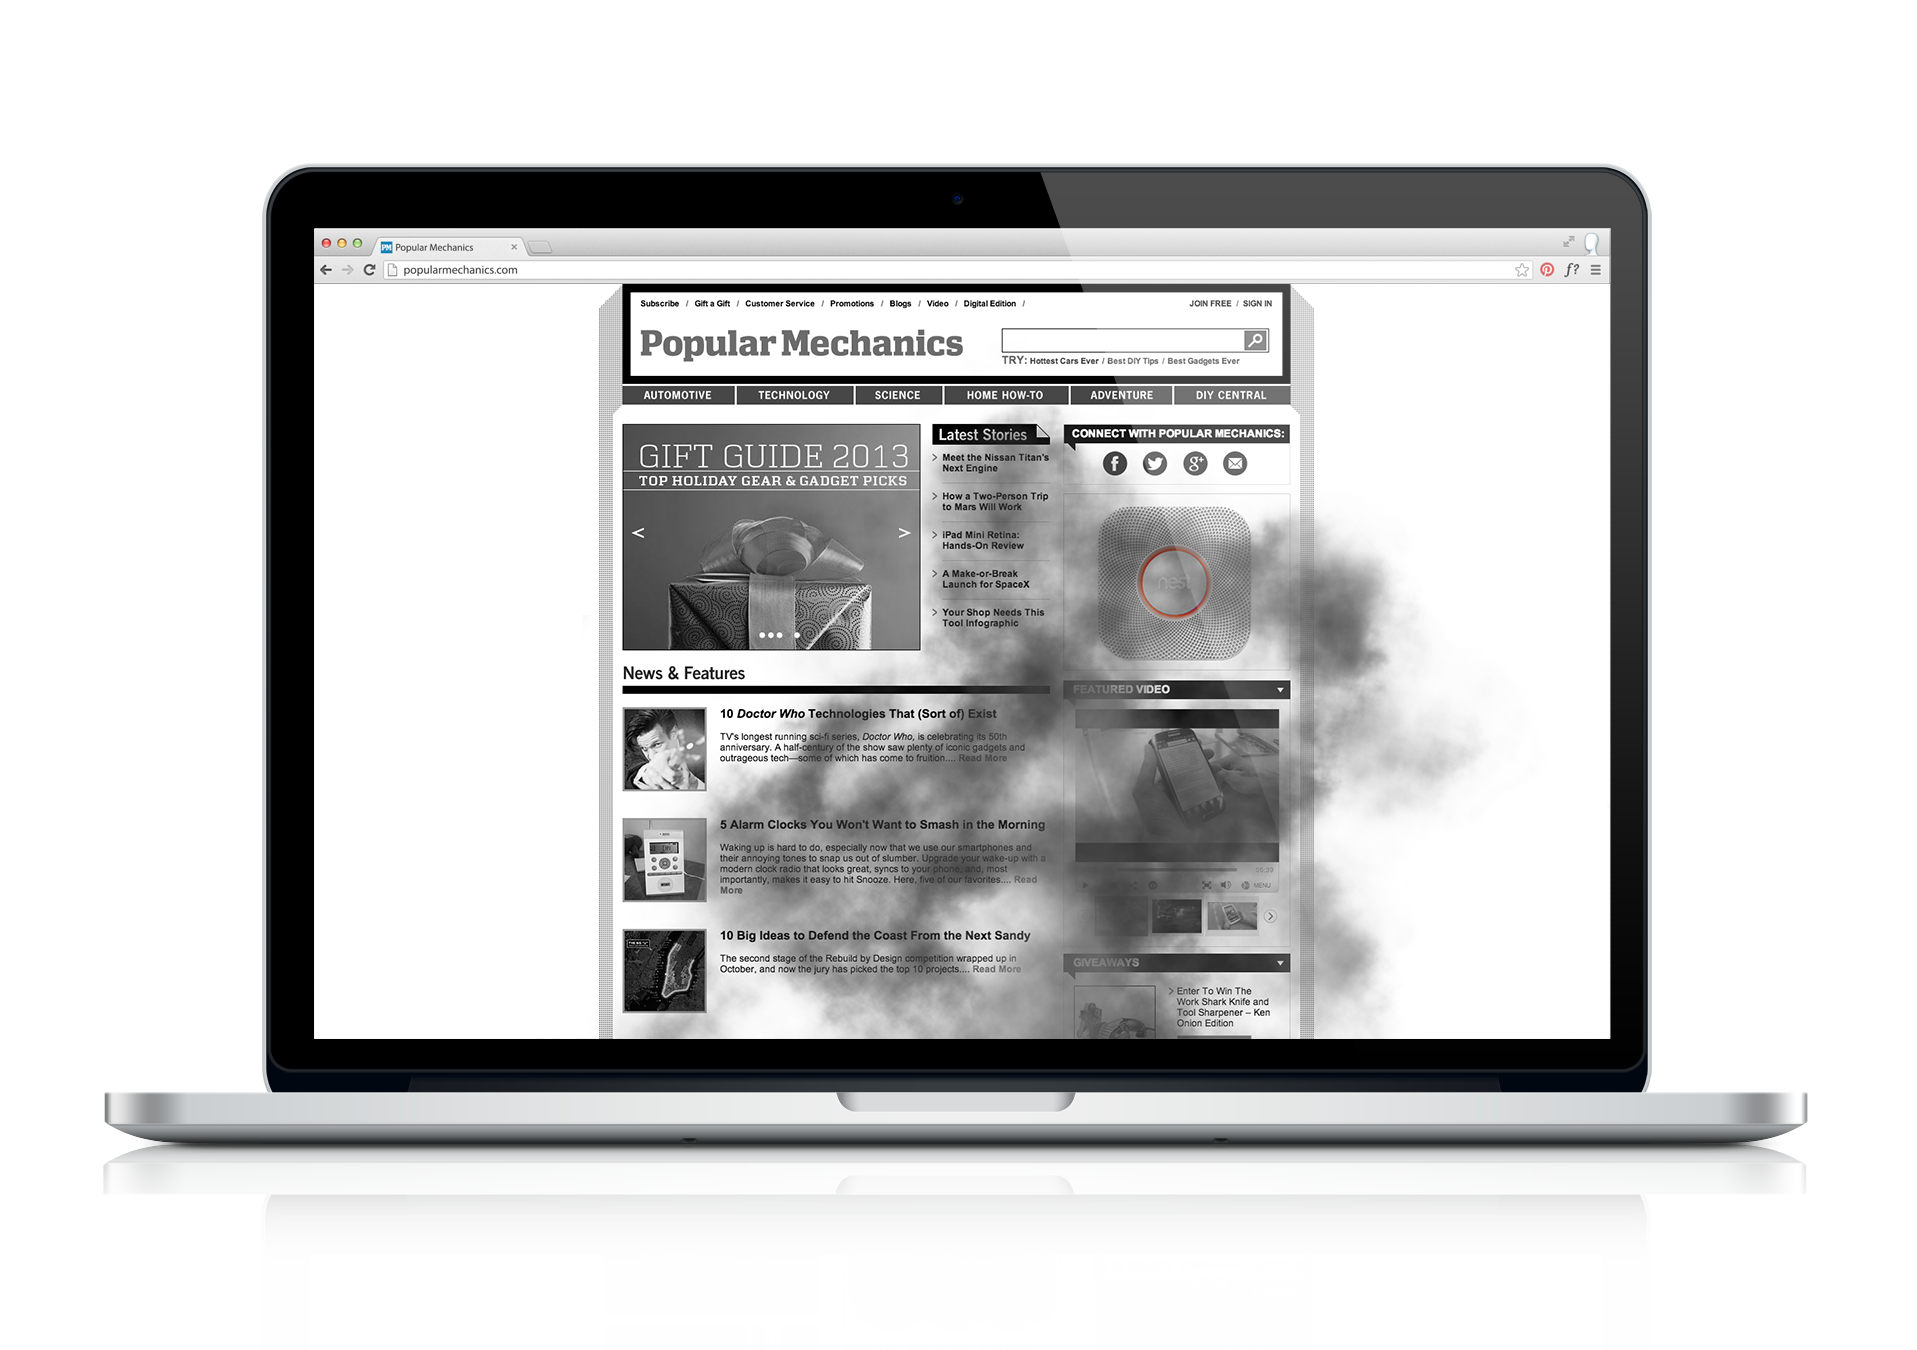 PM Popular Mechanics
popularmechanics.com
f?
Subscribe / Gift a Gift / Customer Service / Promotions / Blogs / Video / Digital Edition /
JOIN FREE / SIGN IN
Popular Mechanics
TRY: Hottest Cars Ever / Best DIY Tips / Best Gadgets Ever
AUTOMOTIVE TECHNOLOGY SCIENCE HOME HOW-TO ADVENTURE DIY CENTRAL
GIFT GUIDE 2013
TOP HOLIDAY GEAR & GADGET PICKS
Latest Stories
Meet the Nissan Titan's
Next Engine
How a Two-Person Trip
to Mars Will Work
iPad Mini Retina:
Hands-On Review
A Make-or-Break
Launch for SpaceX
Your Shop Needs This
Tool Infographic
CONNECT WITH POPULAR MECHANICS:
nest
News & Features
10 Doctor Who Technologies That (Sort of) Exist
TV's longest running sci-fi series, Doctor Who, is celebrating its 50th
anniversary. A half-century of the show saw plenty of iconic gadgets and
outrageous tech—some of which has come to fruition.... Read More
5 Alarm Clocks You Won't Want to Smash in the Morning
Waking up is hard to do, especially now that we use our smartphones and
their annoying tones to snap us out of slumber. Upgrade your wake-up with a
modern clock radio that looks great, syncs to your phone, and, most
importantly, makes it easy to hit Snooze. Here, five of our favorites.... Read
More
10 Big Ideas to Defend the Coast From the Next Sandy
The second stage of the Rebuild by Design competition wrapped up in
October, and now the jury has picked the top 10 projects.... Read More
FEATURED VIDEO
05:39
MENU
GIVEAWAYS
Enter To Win The
Work Shark Knife and
Tool Sharpener – Ken
Onion Edition